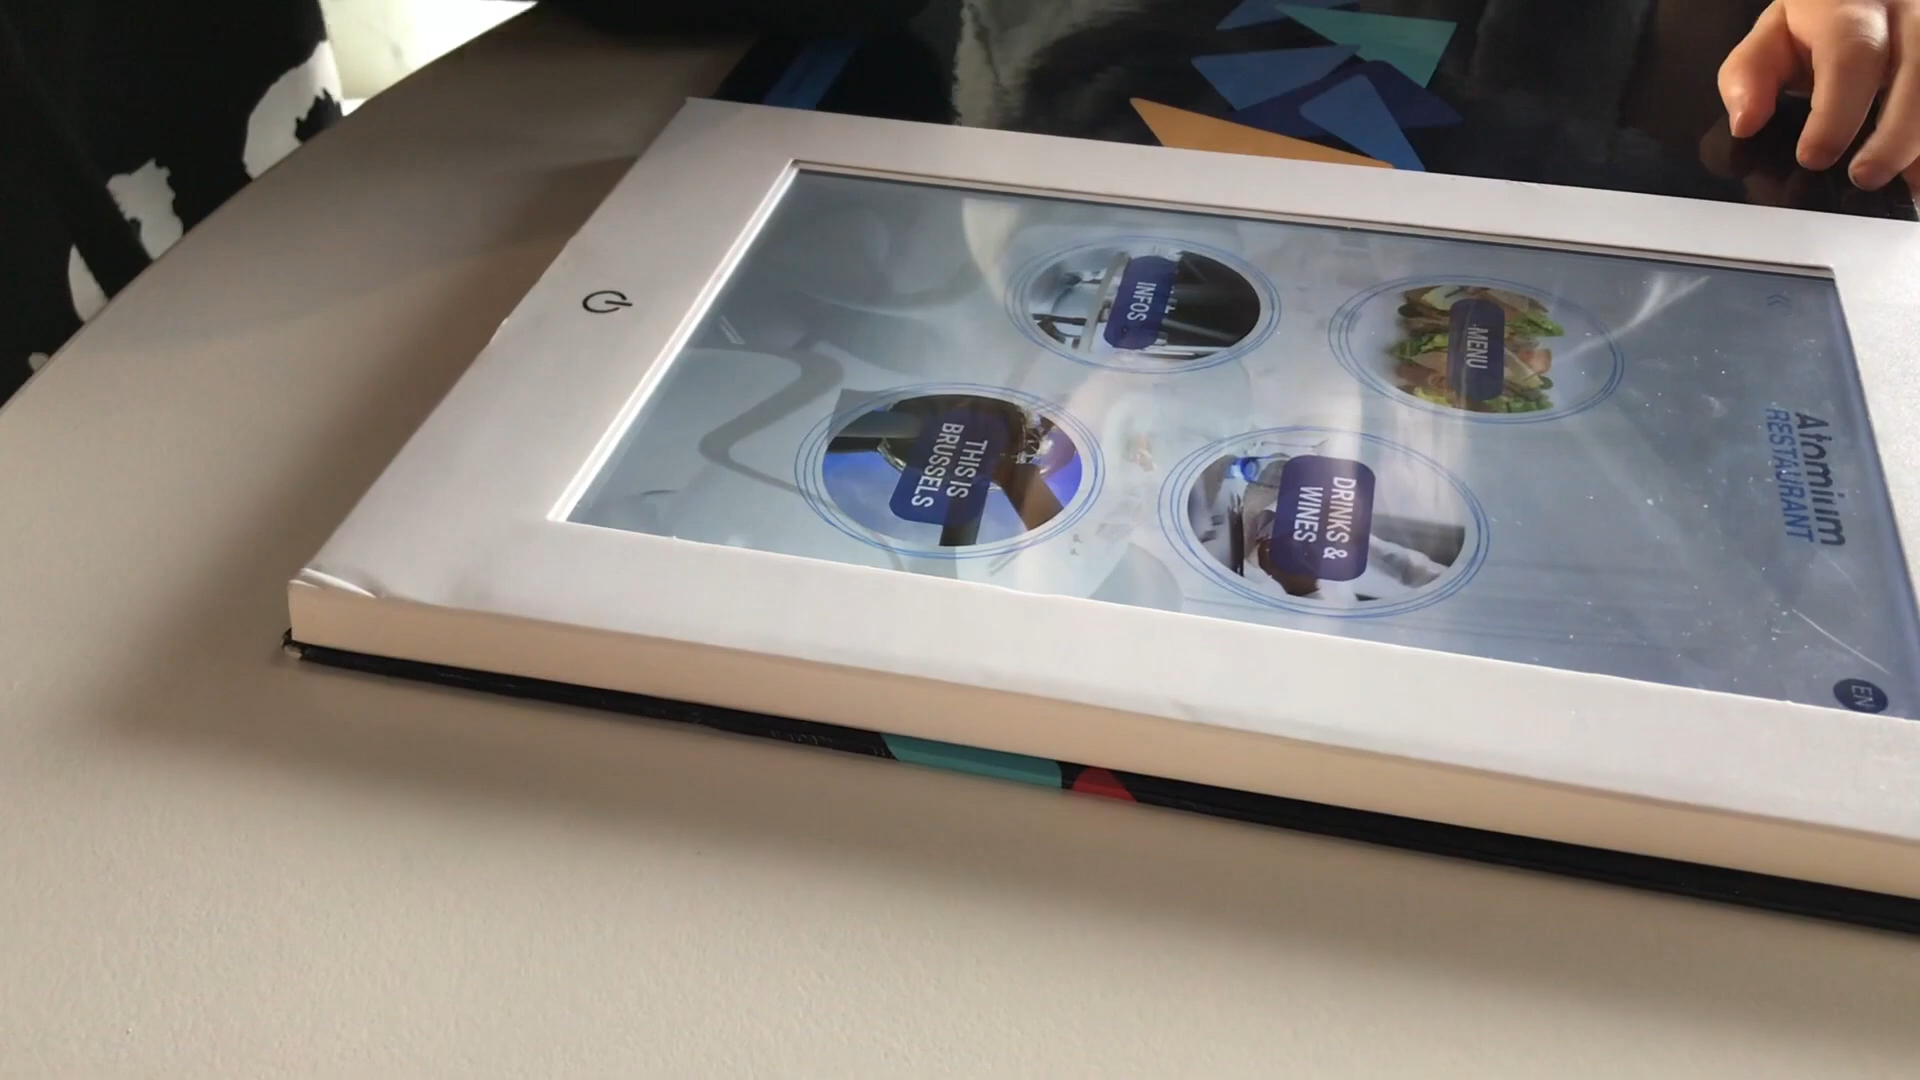 Atomium
RESTAURANT
EN
MENU
DRINKS &
WINES
INFOS
THIS IS
BRUSSELS